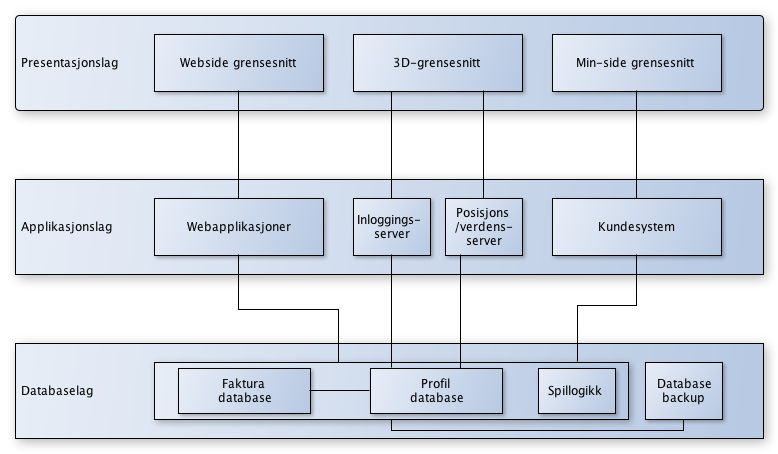 Presentasjonslag
Webside grensesnitt
3D-grensesnitt
Min-side grensesnitt
Applikasjonslag
Webapplikasjoner
Inloggings-
server
Posisjons
/verdens-
server
Kundesystem
Databaselag
Faktura
database
Profil
database
Spillogikk
Database
backup